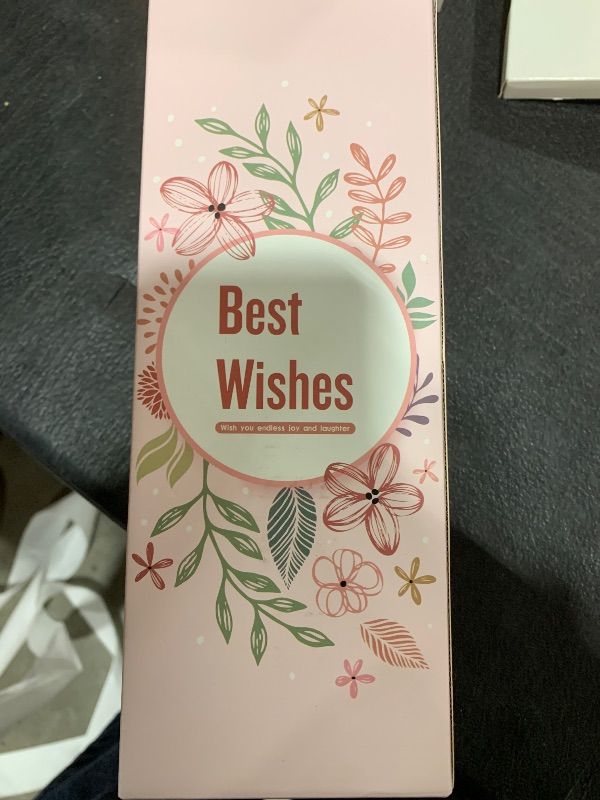 Best
Wishes
Wish you endless joy and laughter